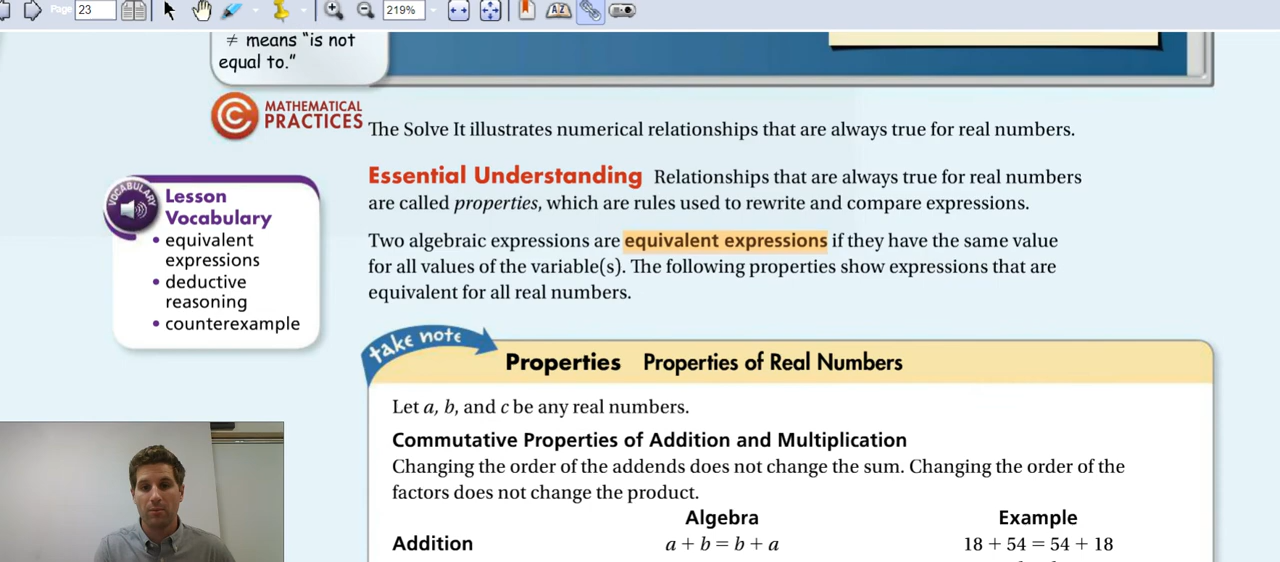 Page 23
219%
AZ
≠ means “is not
equal to.”
MATHEMATICAL
PRACTICES
The Solve It illustrates numerical relationships that are always true for real numbers.
Essential Understanding Relationships that are always true for real numbers
are called properties, which are rules used to rewrite and compare expressions.
VOCABULARY
Lesson
Vocabulary
• equivalent
expressions
• deductive
reasoning
• counterexample
Two algebraic expressions are equivalent expressions if they have the same value
for all values of the variable(s). The following properties show expressions that are
equivalent for all real numbers.
take note
Properties Properties of Real Numbers
Let a, b, and c be any real numbers.
Commutative Properties of Addition and Multiplication
Changing the order of the addends does not change the sum. Changing the order of the
factors does not change the product.
Algebra Example
Addition a + b = b + a 18 + 54 = 54 + 18